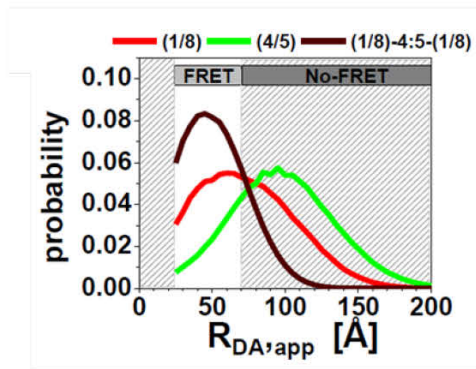 (1/8) (4/5) (1/8)-4:5-(1/8)
FRET No-FRET
0.10
0.08
0.06
0.04
0.02
0.00
0 50 100 150 200
probability
R_DA,app [Å]